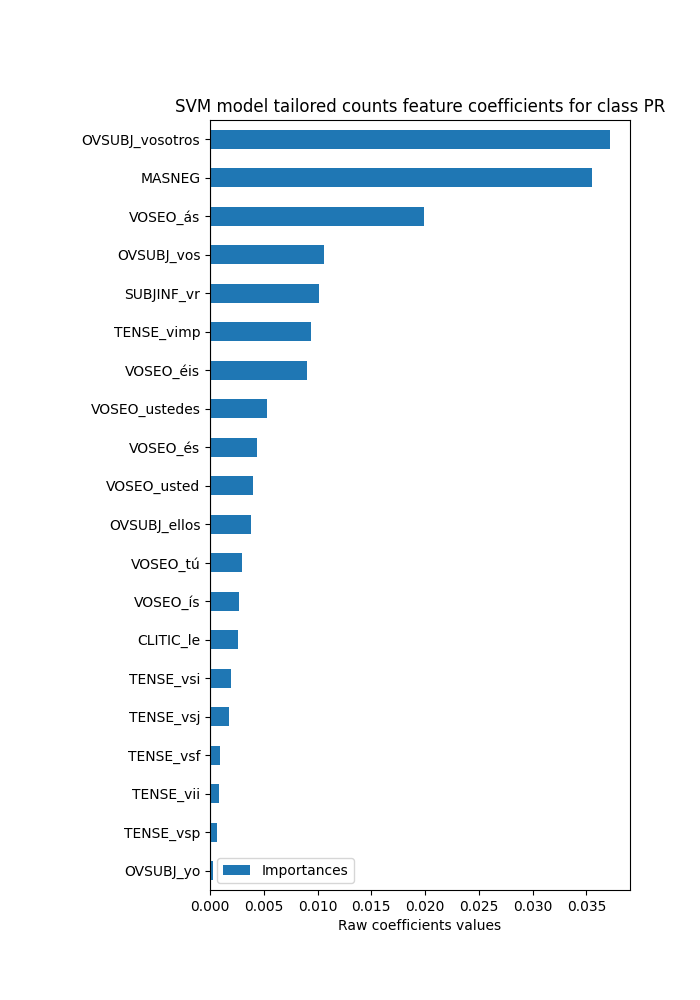 SVM model tailored counts feature coefficients for class PR
OVSUBJ_vosotros
MASNEG
VOSEO_ás
OVSUBJ_vos
SUBJINF_vr
TENSE_vimp
VOSEO_éis
VOSEO_ustedes
VOSEO_és
VOSEO_usted
OVSUBJ_ellos
VOSEO_tú
VOSEO_ís
CLITIC_le
TENSE_vsi
TENSE_vsj
TENSE_vsf
TENSE_vii
TENSE_vsp
OVSUBJ_yo
Importances
0.000 0.005 0.010 0.015 0.020 0.025 0.030 0.035
Raw coefficients values